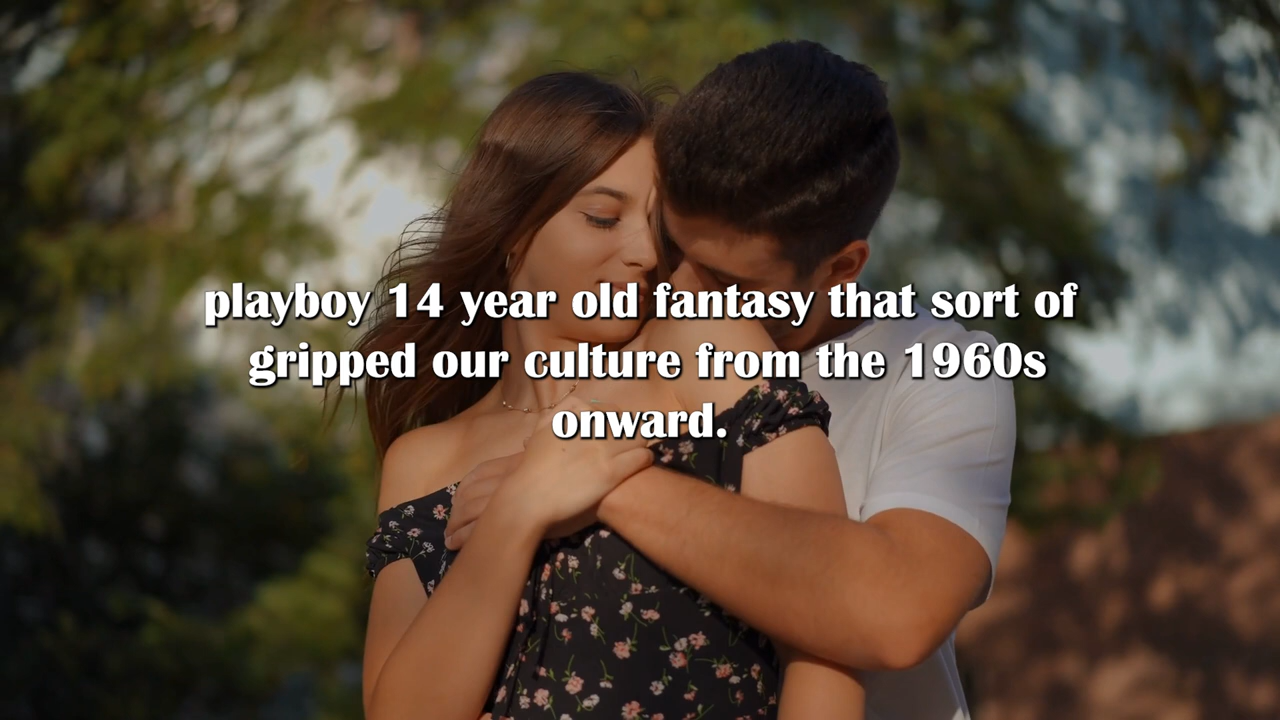 playboy 14 year old fantasy that sort of
gripped our culture from the 1960s
onward.